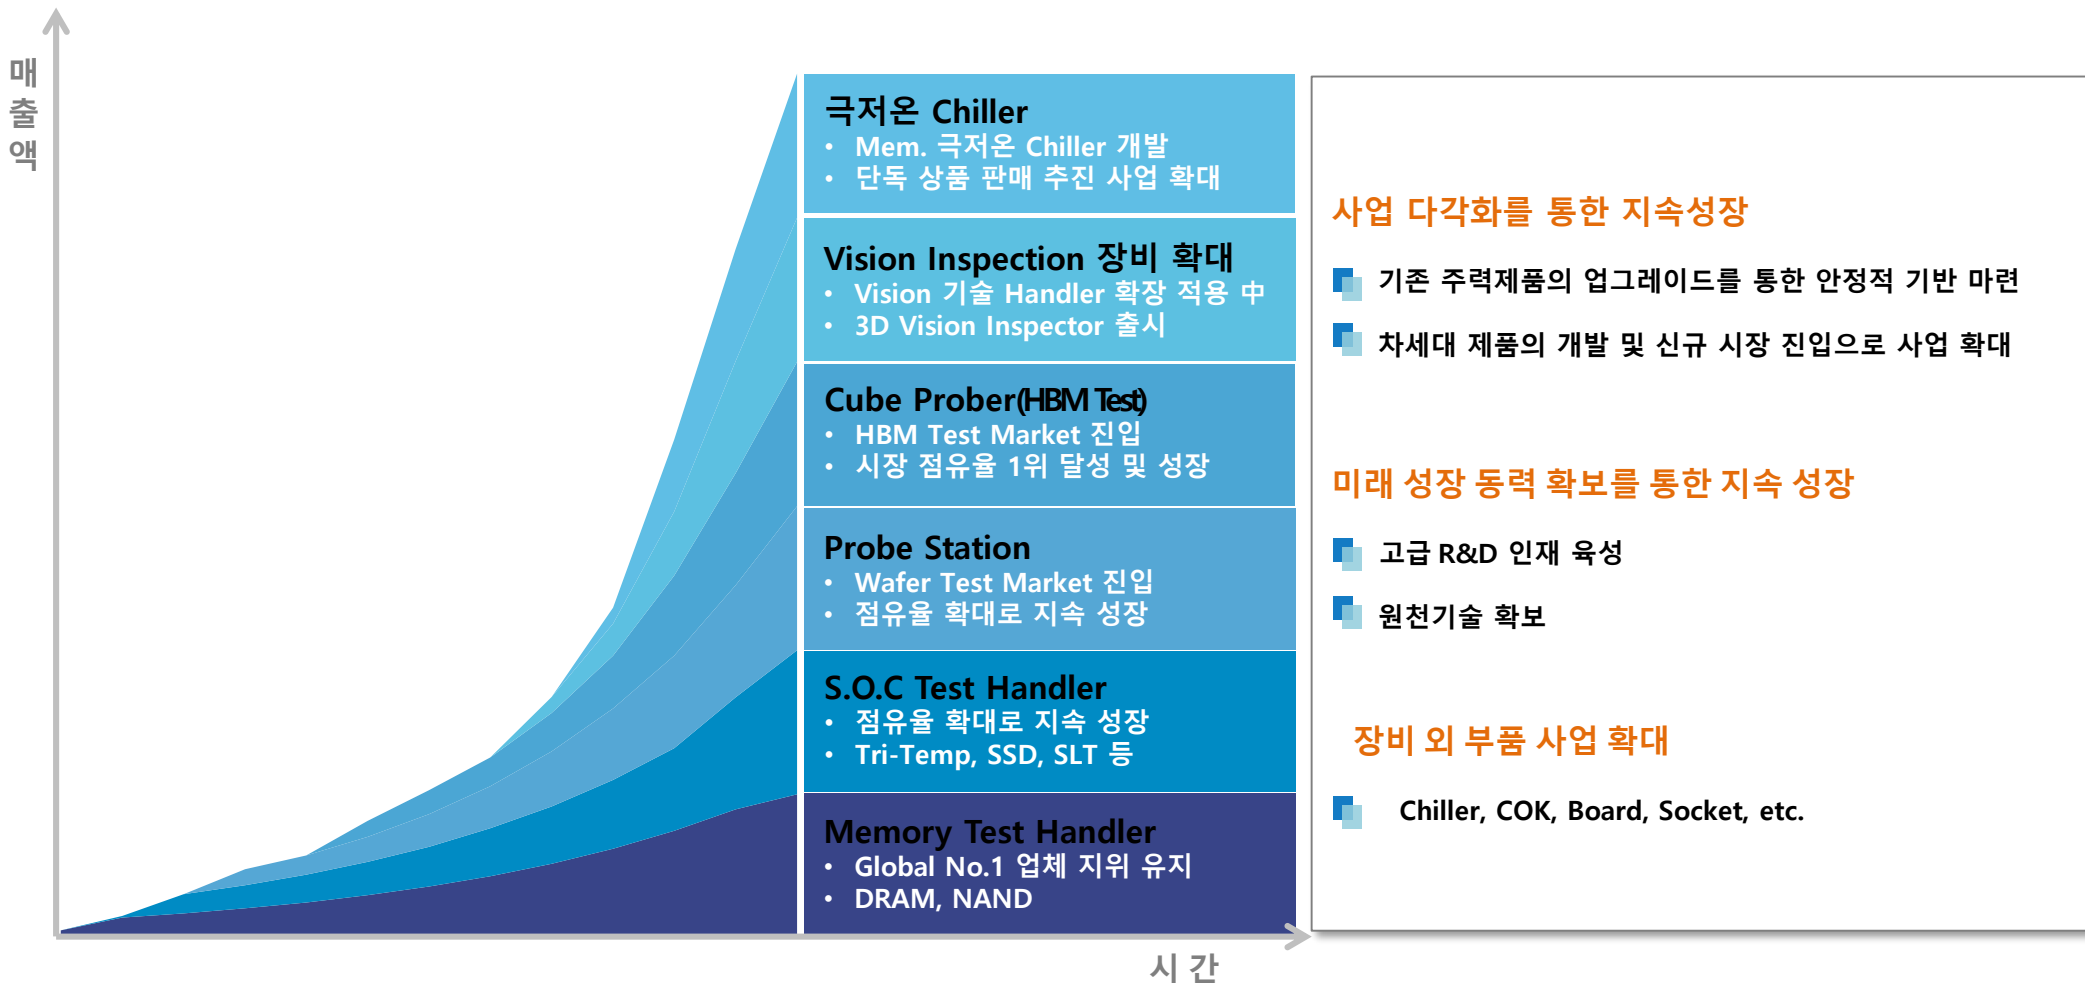 매출액
극저온 Chiller
• Mem. 극저온 Chiller 개발
• 단독 상품 판매 추진 사업 확대
Vision Inspection 장비 확대
• Vision 기술 Handler 확장 적용 中
• 3D Vision Inspector 출시
Cube Prober(HBM Test)
• HBM Test Market 진입
• 시장 점유율 1위 달성 및 성장
Probe Station
• Wafer Test Market 진입
• 점유율 확대로 지속 성장
S.O.C Test Handler
• 점유율 확대로 지속 성장
• Tri-Temp, SSD, SLT 등
Memory Test Handler
• Global No.1 업체 지위 유지
• DRAM, NAND
시 간
사업 다각화를 통한 지속성장
기존 주력제품의 업그레이드를 통한 안정적 기반 마련
차세대 제품의 개발 및 신규 시장 진입으로 사업 확대
미래 성장 동력 확보를 통한 지속 성장
고급 R&D 인재 육성
원천기술 확보
장비 외 부품 사업 확대
Chiller, COK, Board, Socket, etc.